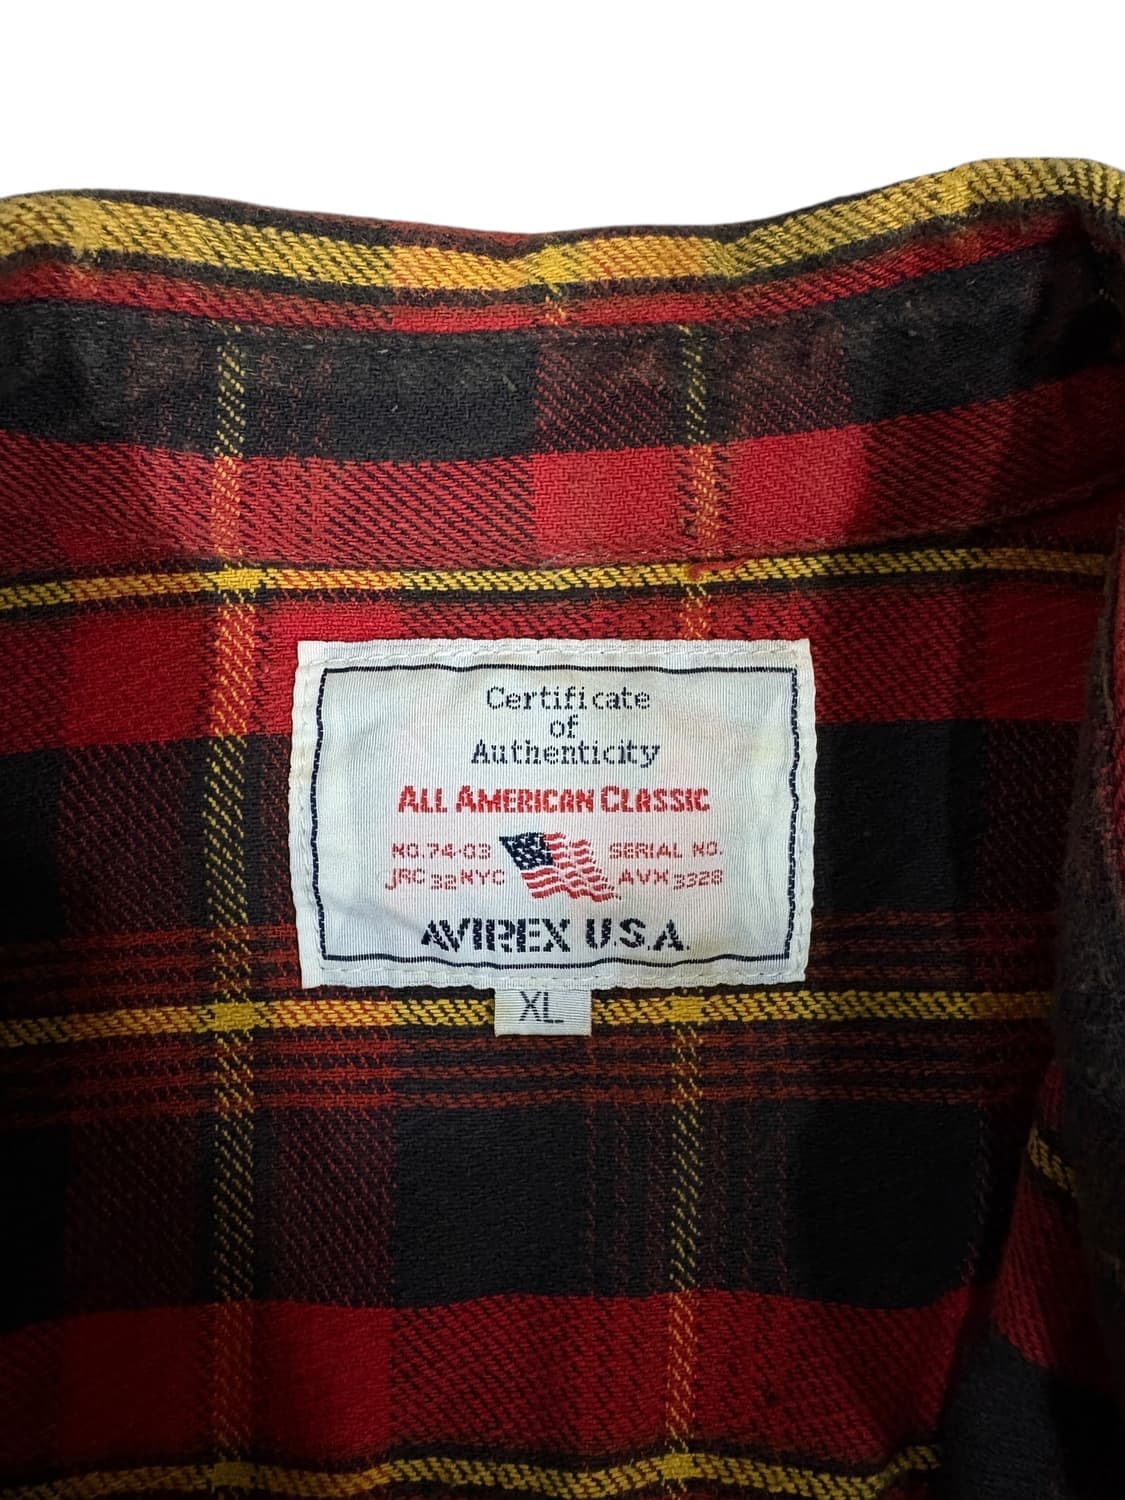 Certificate
of
Authenticity
ALL AMERICAN CLASSIC
NO.74-03 SERIAL NO.
JRC 32 NYC AVX 3328
AVIREX U.S.A.
XL